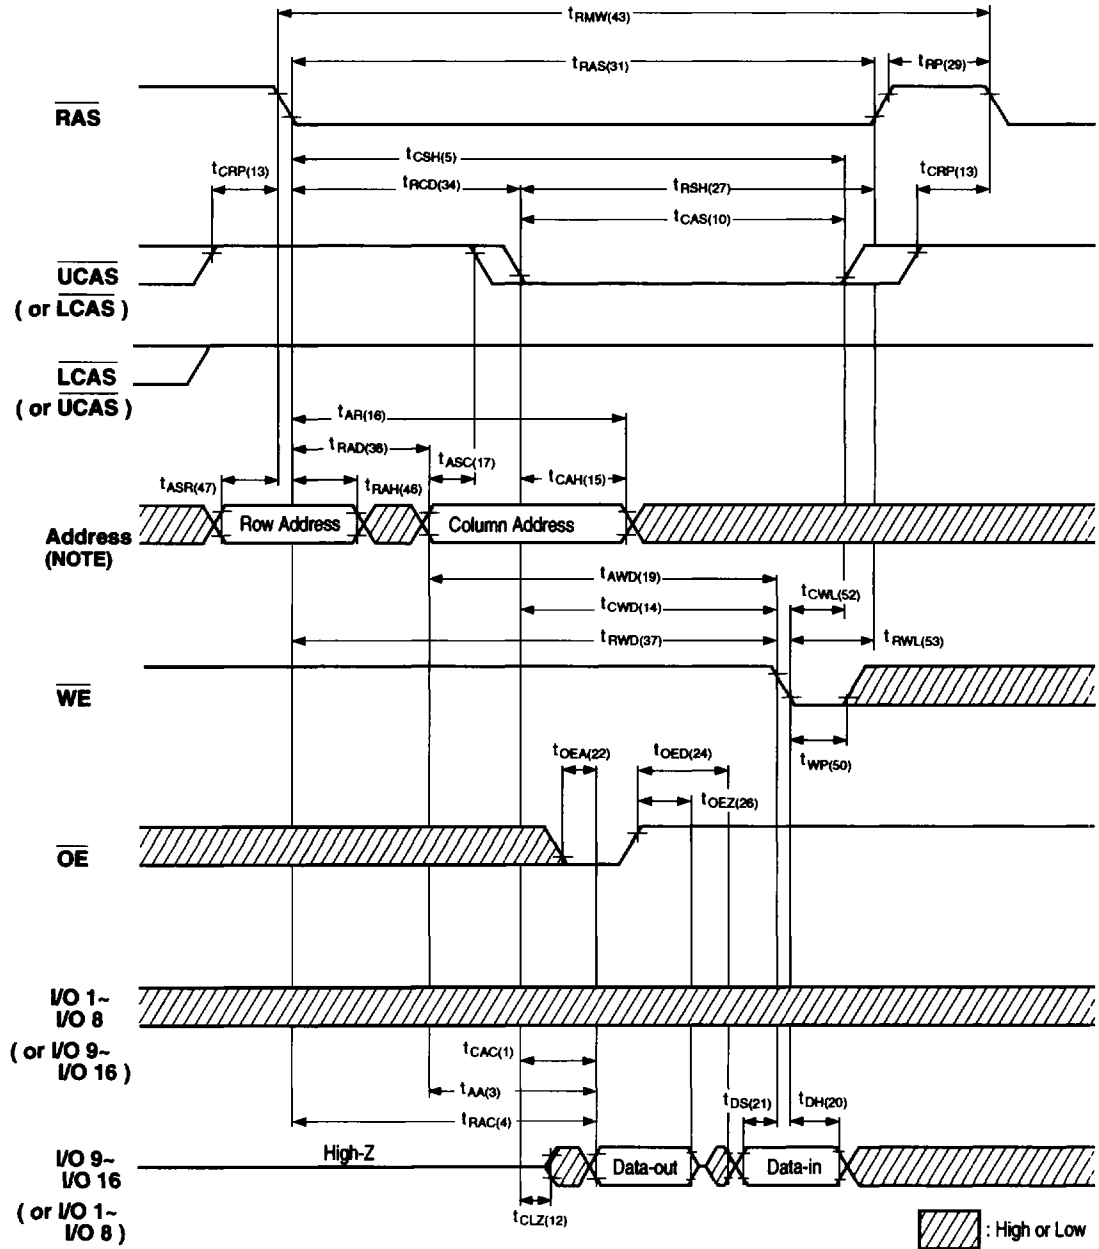 tRMW(43)
tRAS(31)
tRP(29)
RAS
tCSH(5)
tCRP(13)
tRCD(34)
tRSH(27)
tCRP(13)
tCAS(10)
UCAS
( or LCAS )
LCAS
( or UCAS )
tAR(16)
tRAD(36)
tASC(17)
tASR(47)
tRAH(46)
tCAH(15)
Row Address
Column Address
Address
(NOTE)
tAWD(19)
tCWL(52)
tCWD(14)
tRWD(37)
tRWL(53)
WE
tOEA(22)
tOED(24)
tWP(50)
tOEZ(26)
OE
I/O 1~
I/O 8
( or I/O 9~
I/O 16 )
tCAC(1)
tAA(3)
tDS(21)
tDH(20)
tRAC(4)
High-Z
I/O 9~
I/O 16
Data-out
Data-in
( or I/O 1~
I/O 8 )
tCLZ(12)
: High or Low